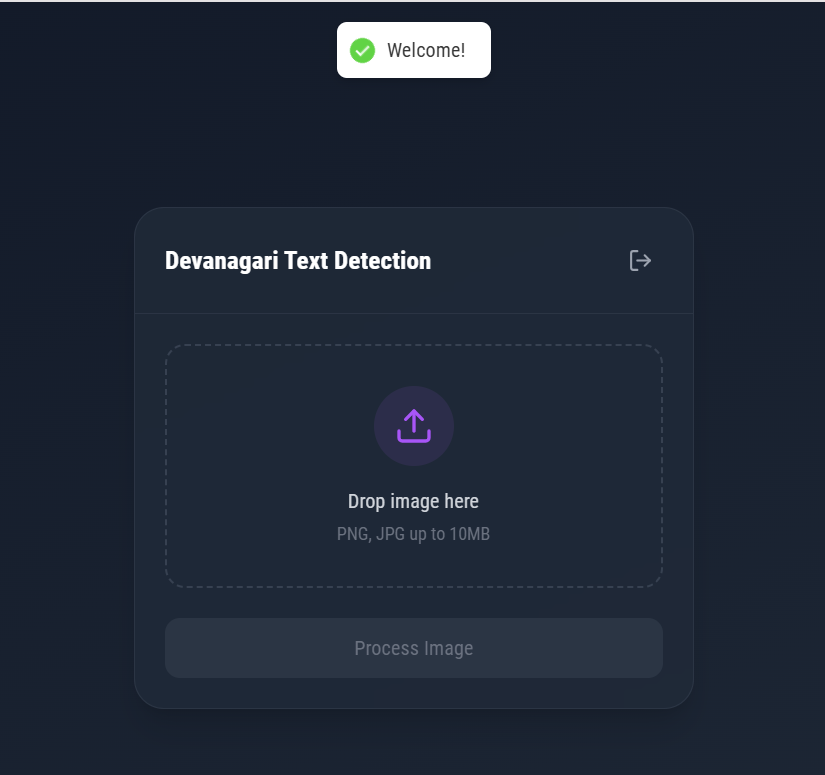 Welcome!
Devanagari Text Detection
Drop image here
PNG, JPG up to 10MB
Process Image